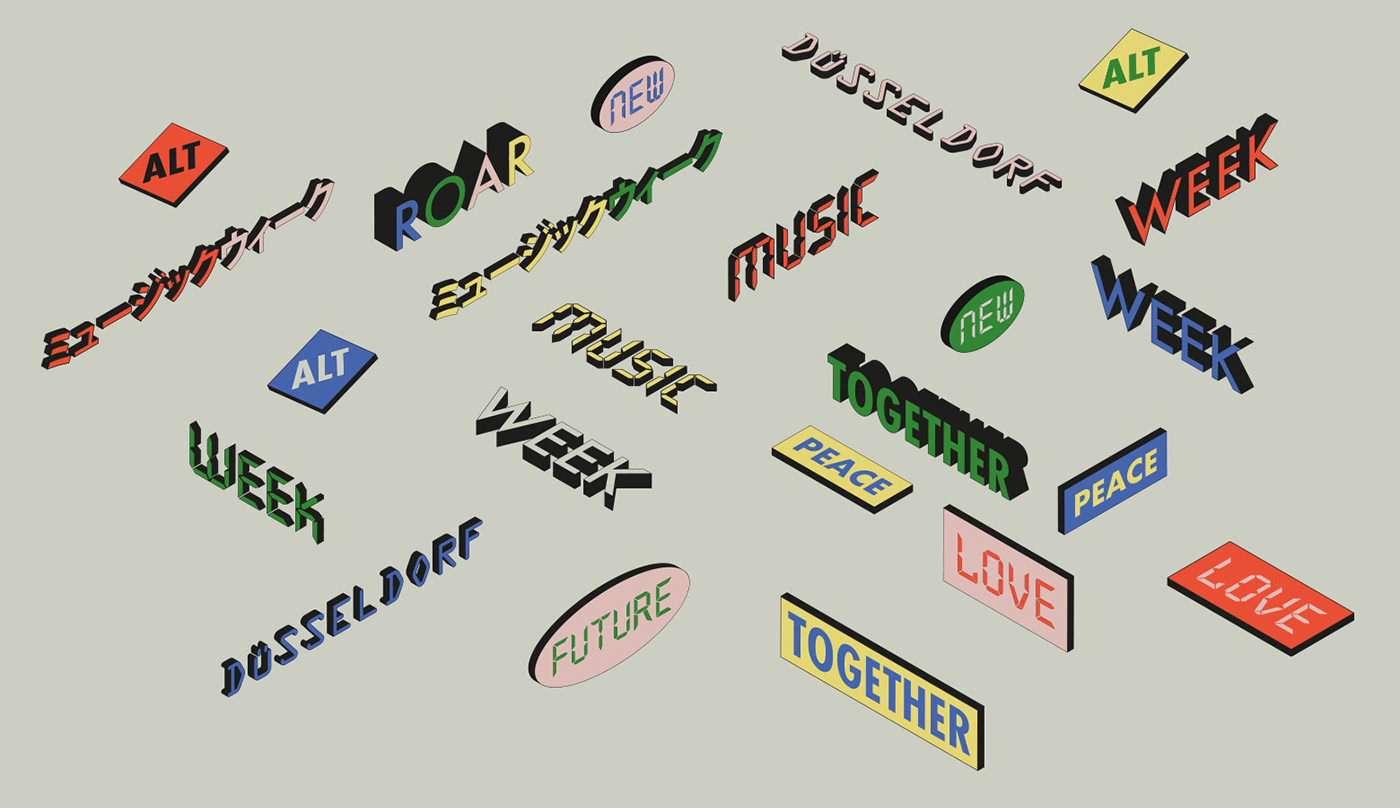 NEW
DÜSSELDORF
ALT
ALT
ROAR
ミュージックウィーク
ミュージックウィーク
MUSIC
WEEK
WEEK
NEW
MUSIC
ALT
TOGETHER
WEEK
WEEK
PEACE
PEACE
DÜSSELDORF
FUTURE
LOVE
LOVE
TOGETHER